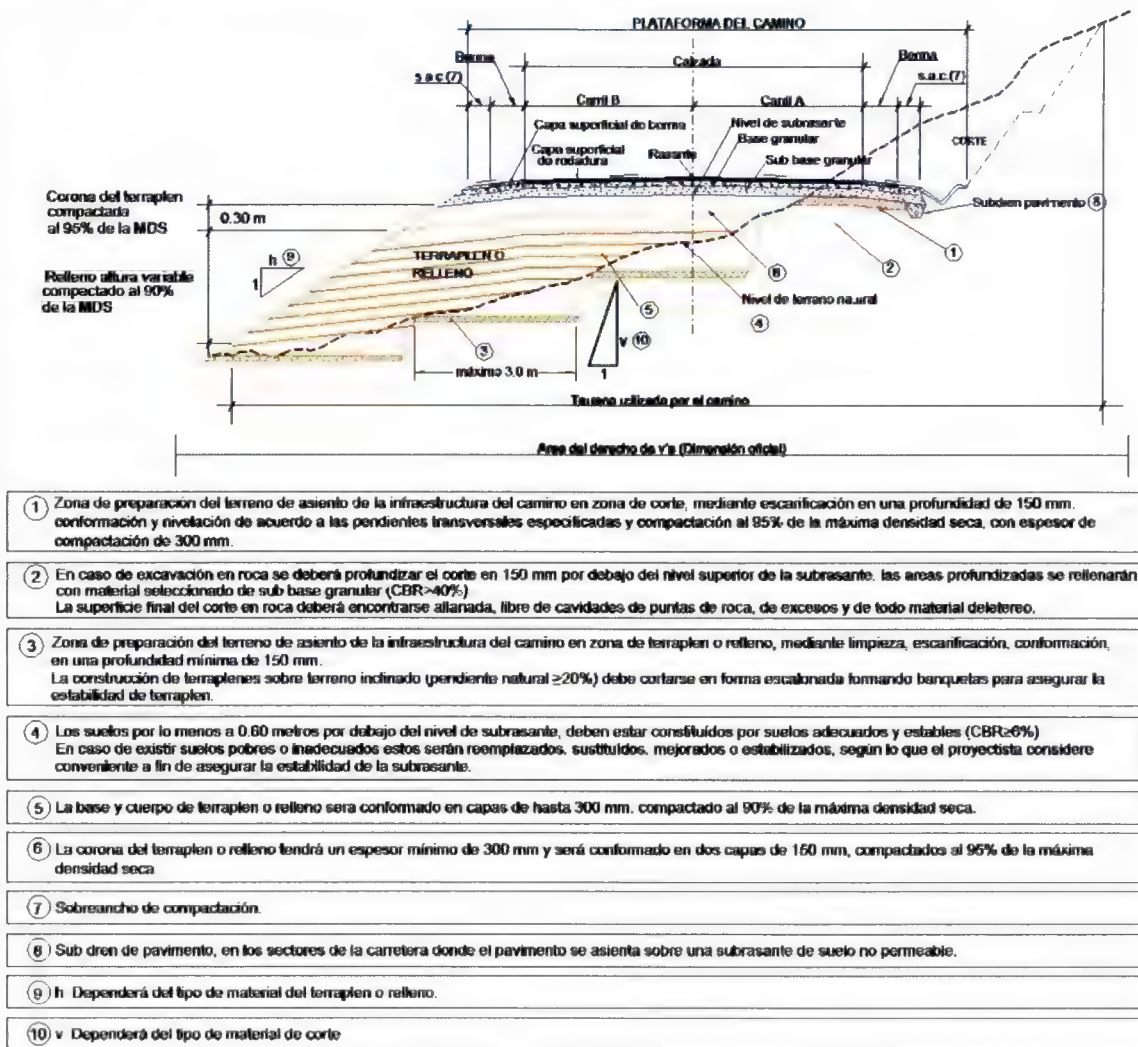 PLATAFORMA DEL CAMINO
Berma
Calzada
Berma
s.a.c.(7)
s.a.c.(7)
Carril B
Carril A
Capa superficial de berma
Nivel de subrasante
Base granular
CORTE
Capa superficial
de rodadura
Rasante
Sub base granular
Corona del terraplen
compactada
al 95% de la MDS
0.30 m
Subdren pavimento 8
h 9
1
TERRAPLEN O
RELLENO
1
2
6
Relleno altura variable
compactado al 90%
de la MDS
Nivel de terreno natural
5
4
3
v 10
1
máximo 3.0 m
Terreno utilizado por el camino
Area del derecho de vía (Dimensión oficial)
1 Zona de preparación del terreno de asiento de la infraestructura del camino en zona de corte, mediante escarificación en una profundidad de 150 mm.
conformación y nivelación de acuerdo a las pendientes transversales especificadas y compactación al 95% de la máxima densidad seca, con espesor de
compactación de 300 mm.
2 En caso de excavación en roca se deberá profundizar el corte en 150 mm por debajo del nivel superior de la subrasante. las areas profundizadas se rellenarán
con material seleccionado de sub base granular (CBR>40%)
La superficie final del corte en roca deberá encontrarse allanada, libre de cavidades de puntas de roca, de excesos y de todo material deletereo.
3 Zona de preparación del terreno de asiento de la infraestructura del camino en zona de terraplen o relleno, mediante limpieza, escarificación, conformación,
en una profundidad mínima de 150 mm.
La construcción de terraplenes sobre terreno inclinado (pendiente natural ≥20%) debe cortarse en forma escalonada formando banquetas para asegurar la
estabilidad de terraplen.
4 Los suelos por lo menos a 0.60 metros por debajo del nivel de subrasante, deben estar constituídos por suelos adecuados y estables (CBR≥6%)
En caso de existir suelos pobres o inadecuados estos serán reemplazados, sustituidos, mejorados o estabilizados, según lo que el proyectista considere
conveniente a fin de asegurar la estabilidad de la subrasante.
5 La base y cuerpo de terraplen o relleno sera conformado en capas de hasta 300 mm. compactado al 90% de la máxima densidad seca.
6 La corona del terraplen o relleno tendrá un espesor mínimo de 300 mm y será conformado en dos capas de 150 mm, compactados al 95% de la máxima
densidad seca
7 Sobreancho de compactación.
8 Sub dren de pavimento, en los sectores de la carretera donde el pavimento se asienta sobre una subrasante de suelo no permeable.
9 h Dependerá del tipo de material del terraplen o relleno.
10 v Dependerá del tipo de material de corte